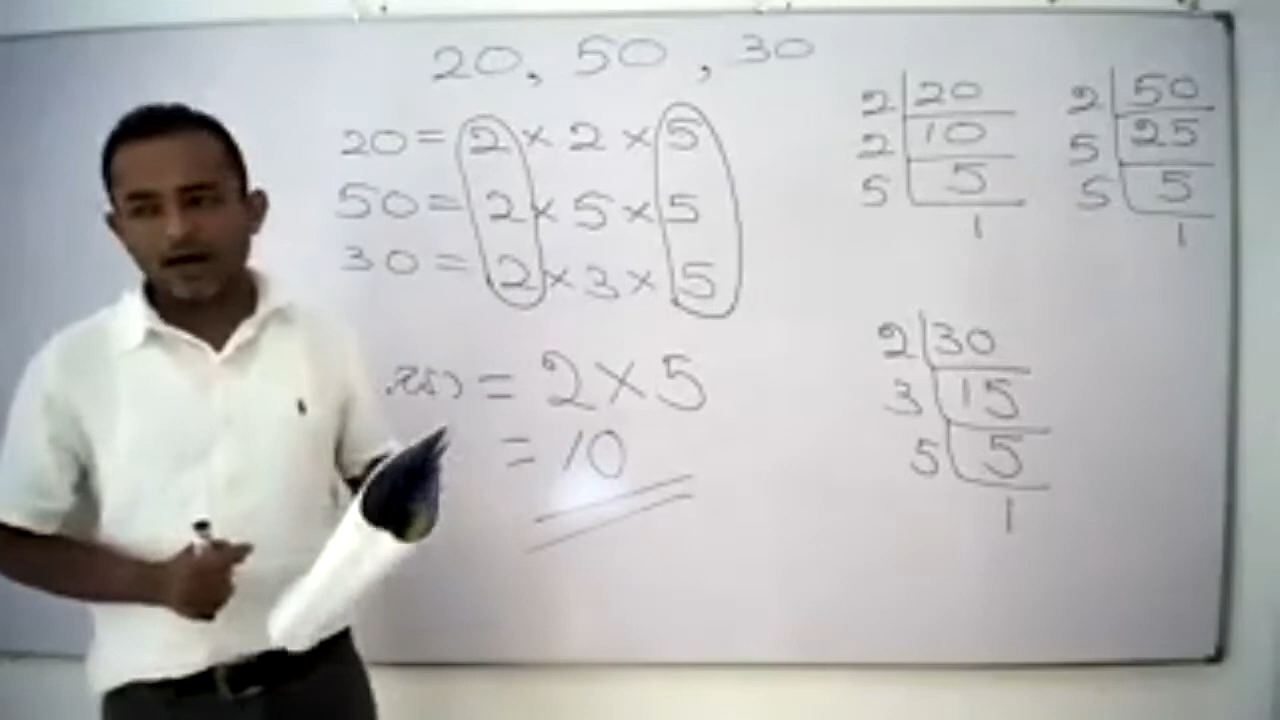 20, 50, 30
20 = 2 × 2 × 5
50 = 2 × 5 × 5
30 = 2 × 3 × 5
= 2 × 5
= 10
2 | 20
2 | 10
5 | 5
1
2 | 50
5 | 25
5 | 5
1
2 | 30
3 | 15
5 | 5
1